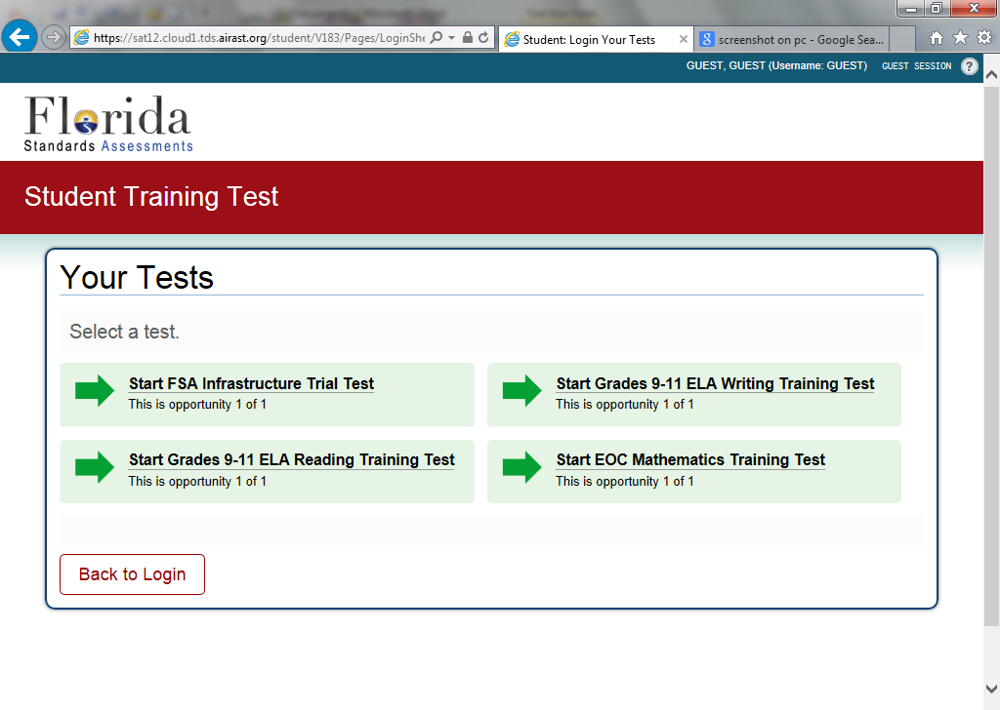 https://sat12.cloud1.tds.airast.org/student/V183/Pages/LoginShe
Student: Login Your Tests
screenshot on pc - Google Sea...
GUEST, GUEST (Username: GUEST)
GUEST SESSION
?
Florida
Standards Assessments
Student Training Test
Your Tests
Select a test.
Start FSA Infrastructure Trial Test
This is opportunity 1 of 1
Start Grades 9-11 ELA Writing Training Test
This is opportunity 1 of 1
Start Grades 9-11 ELA Reading Training Test
This is opportunity 1 of 1
Start EOC Mathematics Training Test
This is opportunity 1 of 1
Back to Login